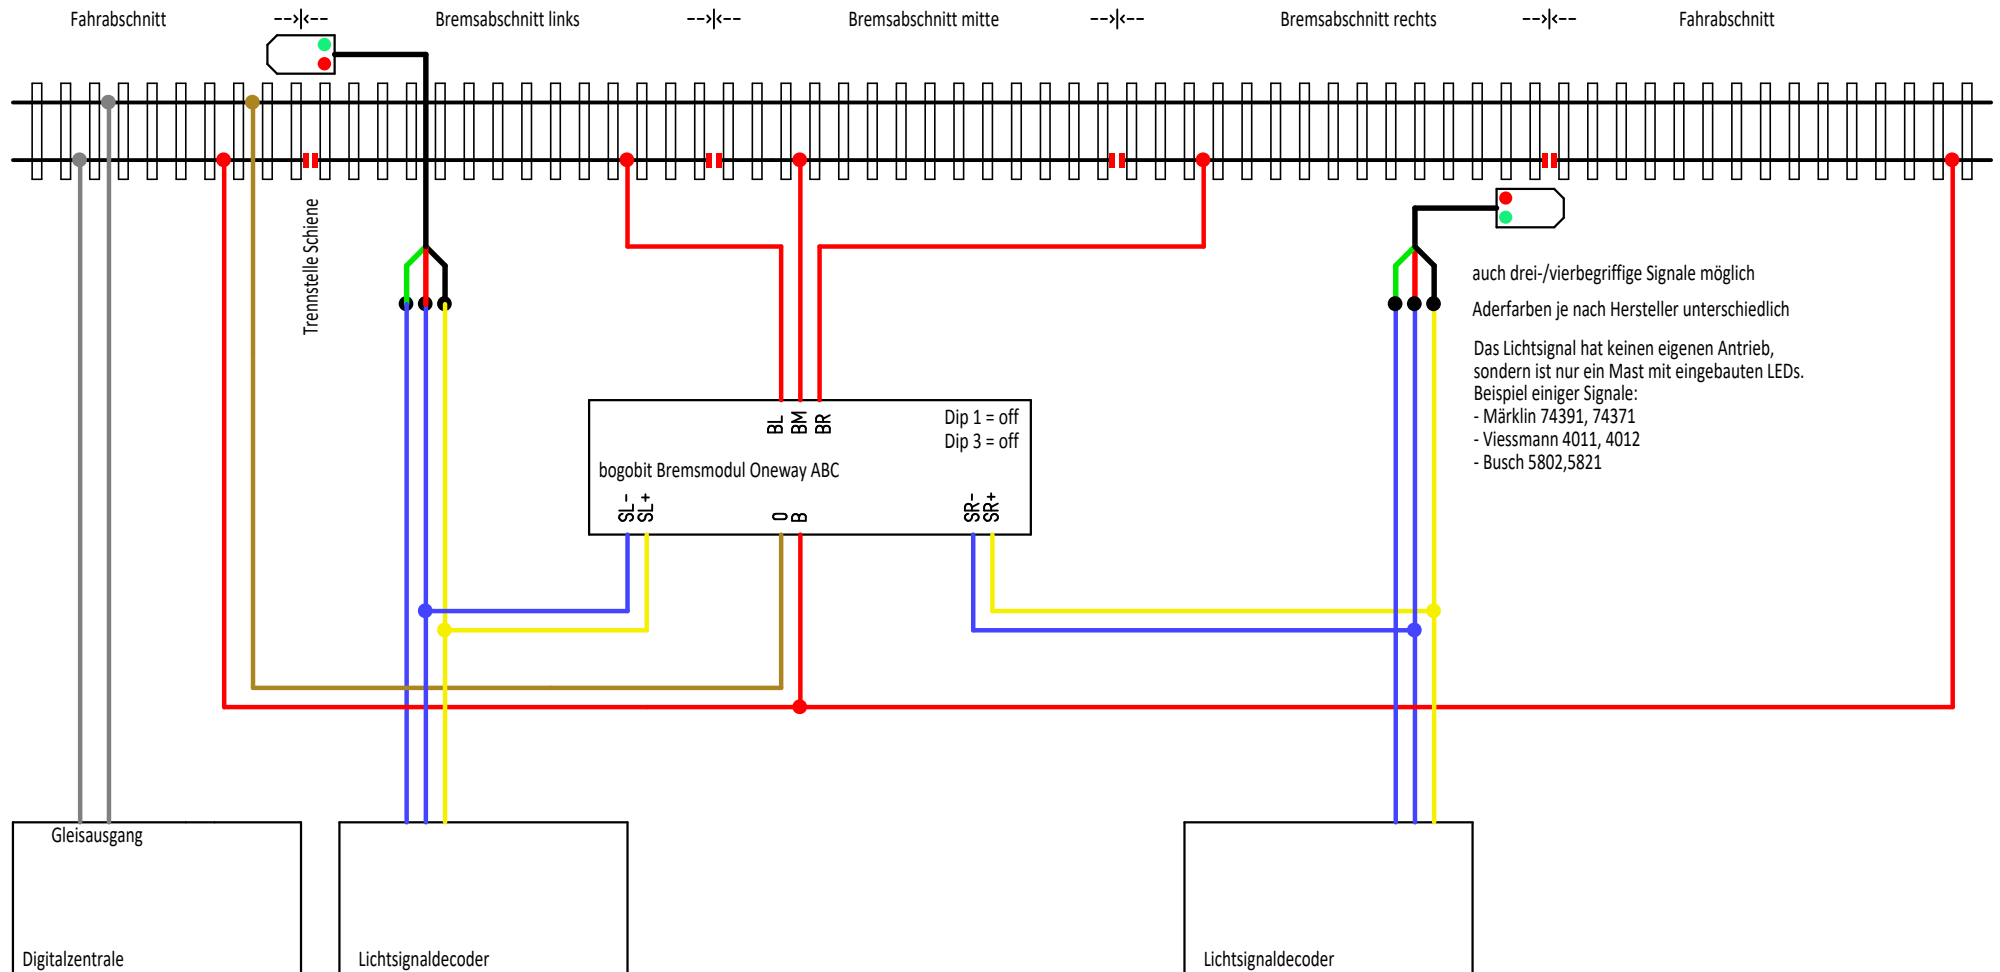 Fahrabschnitt
Bremsabschnitt links
Bremsabschnitt mitte
Bremsabschnitt rechts
Fahrabschnitt
Trennstelle Schiene
auch drei-/vierbegriffige Signale möglich
Aderfarben je nach Hersteller unterschiedlich
Das Lichtsignal hat keinen eigenen Antrieb,
sondern ist nur ein Mast mit eingebauten LEDs.
Beispiel einiger Signale:
- Märklin 74391, 74371
- Viessmann 4011, 4012
- Busch 5802,5821
BL
BM
BR
Dip 1 = off
Dip 3 = off
bogobit Bremsmodul Oneway ABC
SL-
SL+
0
B
SR-
SR+
Gleisausgang
Digitalzentrale
Lichtsignaldecoder
Lichtsignaldecoder